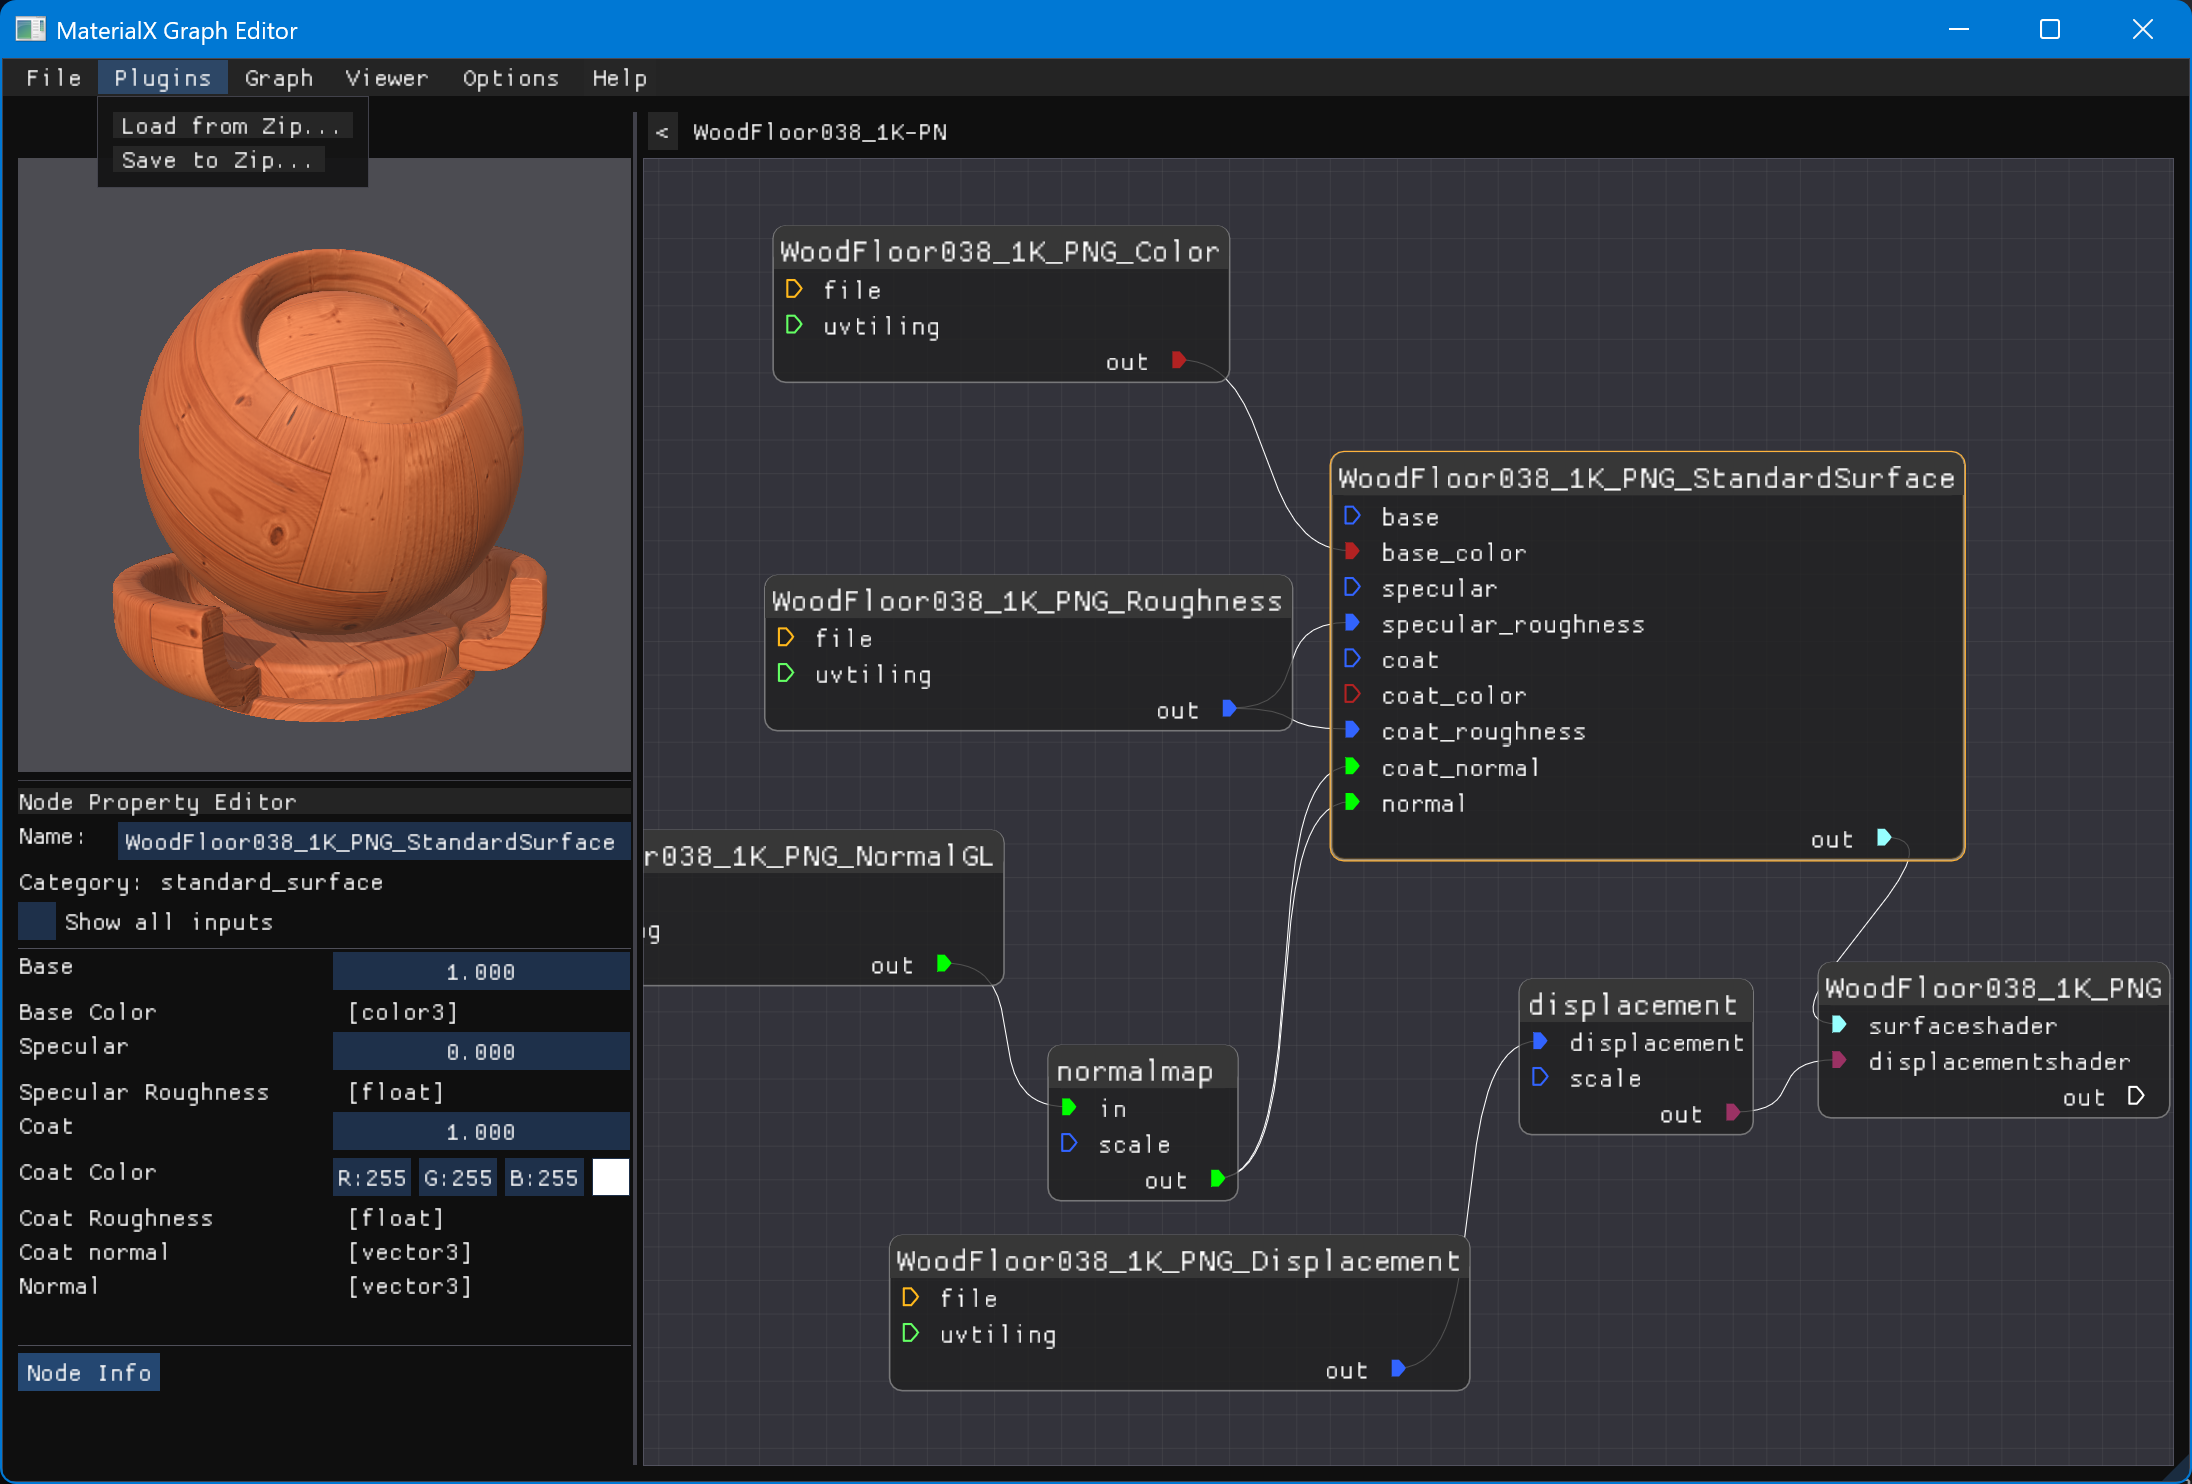 MaterialX Graph Editor
File Plugins Graph Viewer Options Help
Load from Zip...
Save to Zip...
< WoodFloor038_1K-PN
WoodFloor038_1K_PNG_Color
file
uvtiling
out
WoodFloor038_1K_PNG_StandardSurface
base
base_color
specular
specular_roughness
coat
coat_color
coat_roughness
coat_normal
normal
out
WoodFloor038_1K_PNG_Roughness
file
uvtiling
out
r038_1K_PNG_NormalGL
g
out
normalmap
in
scale
out
displacement
displacement
scale
out
WoodFloor038_1K_PNG
surfaceshader
displacementshader
out
WoodFloor038_1K_PNG_Displacement
file
uvtiling
out
Node Property Editor
Name: WoodFloor038_1K_PNG_StandardSurface
Category: standard_surface
Show all inputs
Base 1.000
Base Color [color3]
Specular 0.000
Specular Roughness [float]
Coat 1.000
Coat Color R:255 G:255 B:255
Coat Roughness [float]
Coat normal [vector3]
Normal [vector3]
Node Info